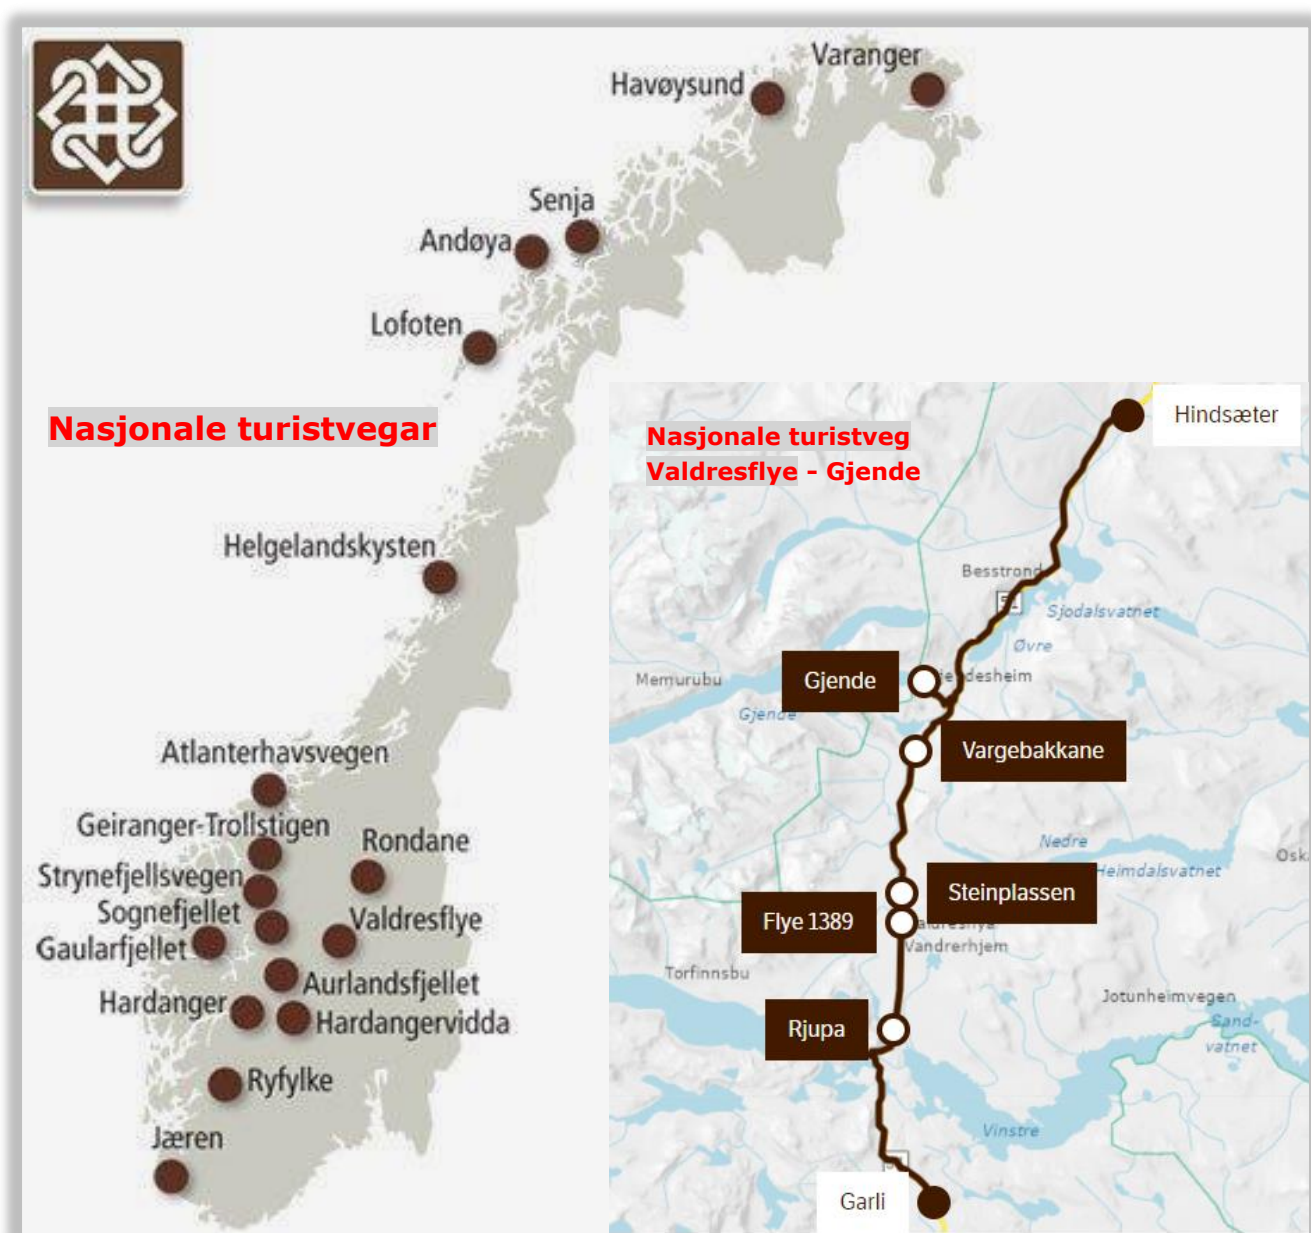 Varanger
Havøysund
Senja
Andøya
Lofoten
Nasjonale turistvegar
Helgelandskysten
Atlanterhavsvegen
Geiranger-Trollstigen
Rondane
Strynefjellsvegen
Sognefjellet
Valdresflye
Gaularfjellet
Aurlandsfjellet
Hardanger
Hardangervidda
Ryfylke
Jæren
Nasjonale turistveg
Valdresflye - Gjende
Hindsæter
Besstrond
51
Sjodalsvatnet
Øvre
Gjende
Memurubu
Gjende
Vargebakkane
Nedre
Heimdalsvatnet
Steinplassen
Flye 1389
Vandrerhjem
Torfinnsbu
Jotunheimvegen
Sand-
vatnet
Rjupa
Vinstre
Garli